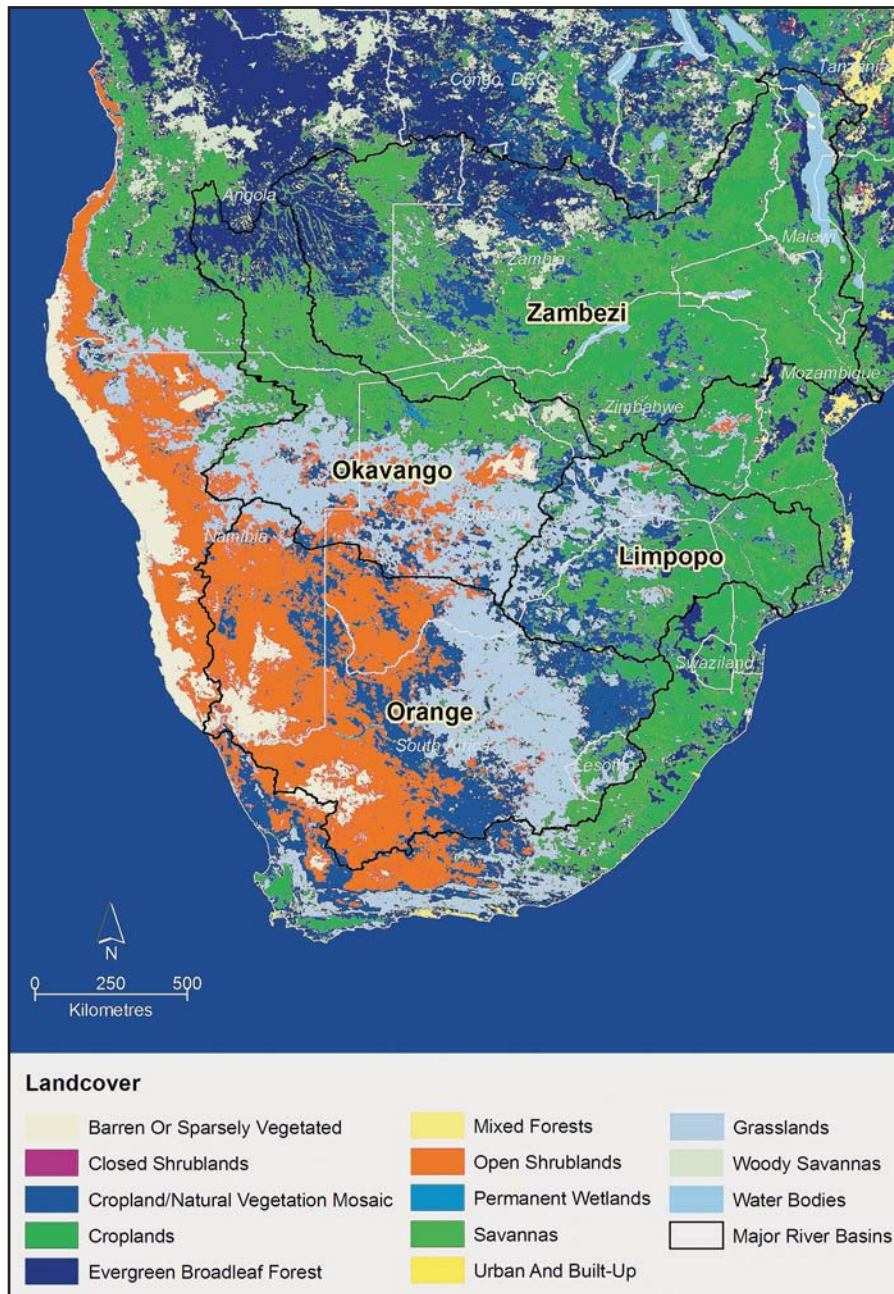 Congo, DRC
Tanzania
Angola
Malawi
Zambia
Zambezi
Mozambique
Zimbabwe
Okavango
Botswana
Namibia
Limpopo
Swaziland
Orange
South Africa
Lesotho
N
0 250 500
Kilometres
Landcover
Barren Or Sparsely Vegetated
Mixed Forests
Grasslands
Closed Shrublands
Open Shrublands
Woody Savannas
Cropland/Natural Vegetation Mosaic
Permanent Wetlands
Water Bodies
Croplands
Savannas
Major River Basins
Evergreen Broadleaf Forest
Urban And Built-Up